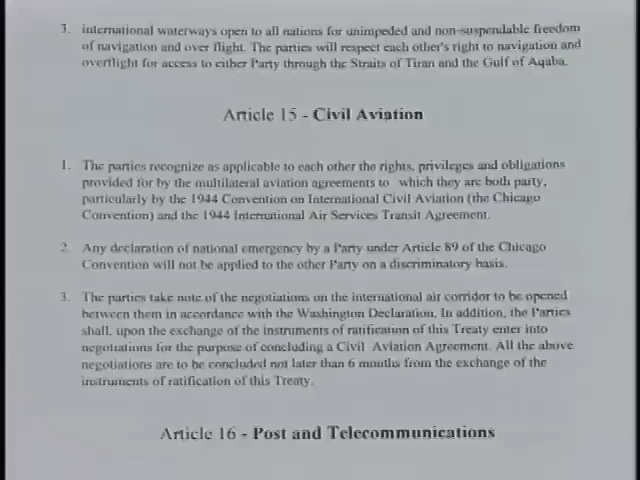 3. international waterways open to all nations for unimpeded and non-suspendable freedom
of navigation and over flight. The parties will respect each other's right to navigation and
overflight for access to either Party through the Straits of Tiran and the Gulf of Aqaba.
Article 15 - Civil Aviation
1. The parties recognize as applicable to each other the rights, privileges and obligations
provided for by the multilateral aviation agreements to which they are both party,
particularly by the 1944 Convention on International Civil Aviation (the Chicago
Convention) and the 1944 International Air Services Transit Agreement.
2. Any declaration of national emergency by a Party under Article 89 of the Chicago
Convention will not be applied to the other Party on a discriminatory basis.
3. The parties take note of the negotiations on the international air corridor to be opened
between them in accordance with the Washington Declaration. In addition, the Parties
shall, upon the exchange of the instruments of ratification of this Treaty enter into
negotiations for the purpose of concluding a Civil Aviation Agreement. All the above
negotiations are to be concluded not later than 6 months from the exchange of the
instruments of ratification of this Treaty.
Article 16 - Post and Telecommunications